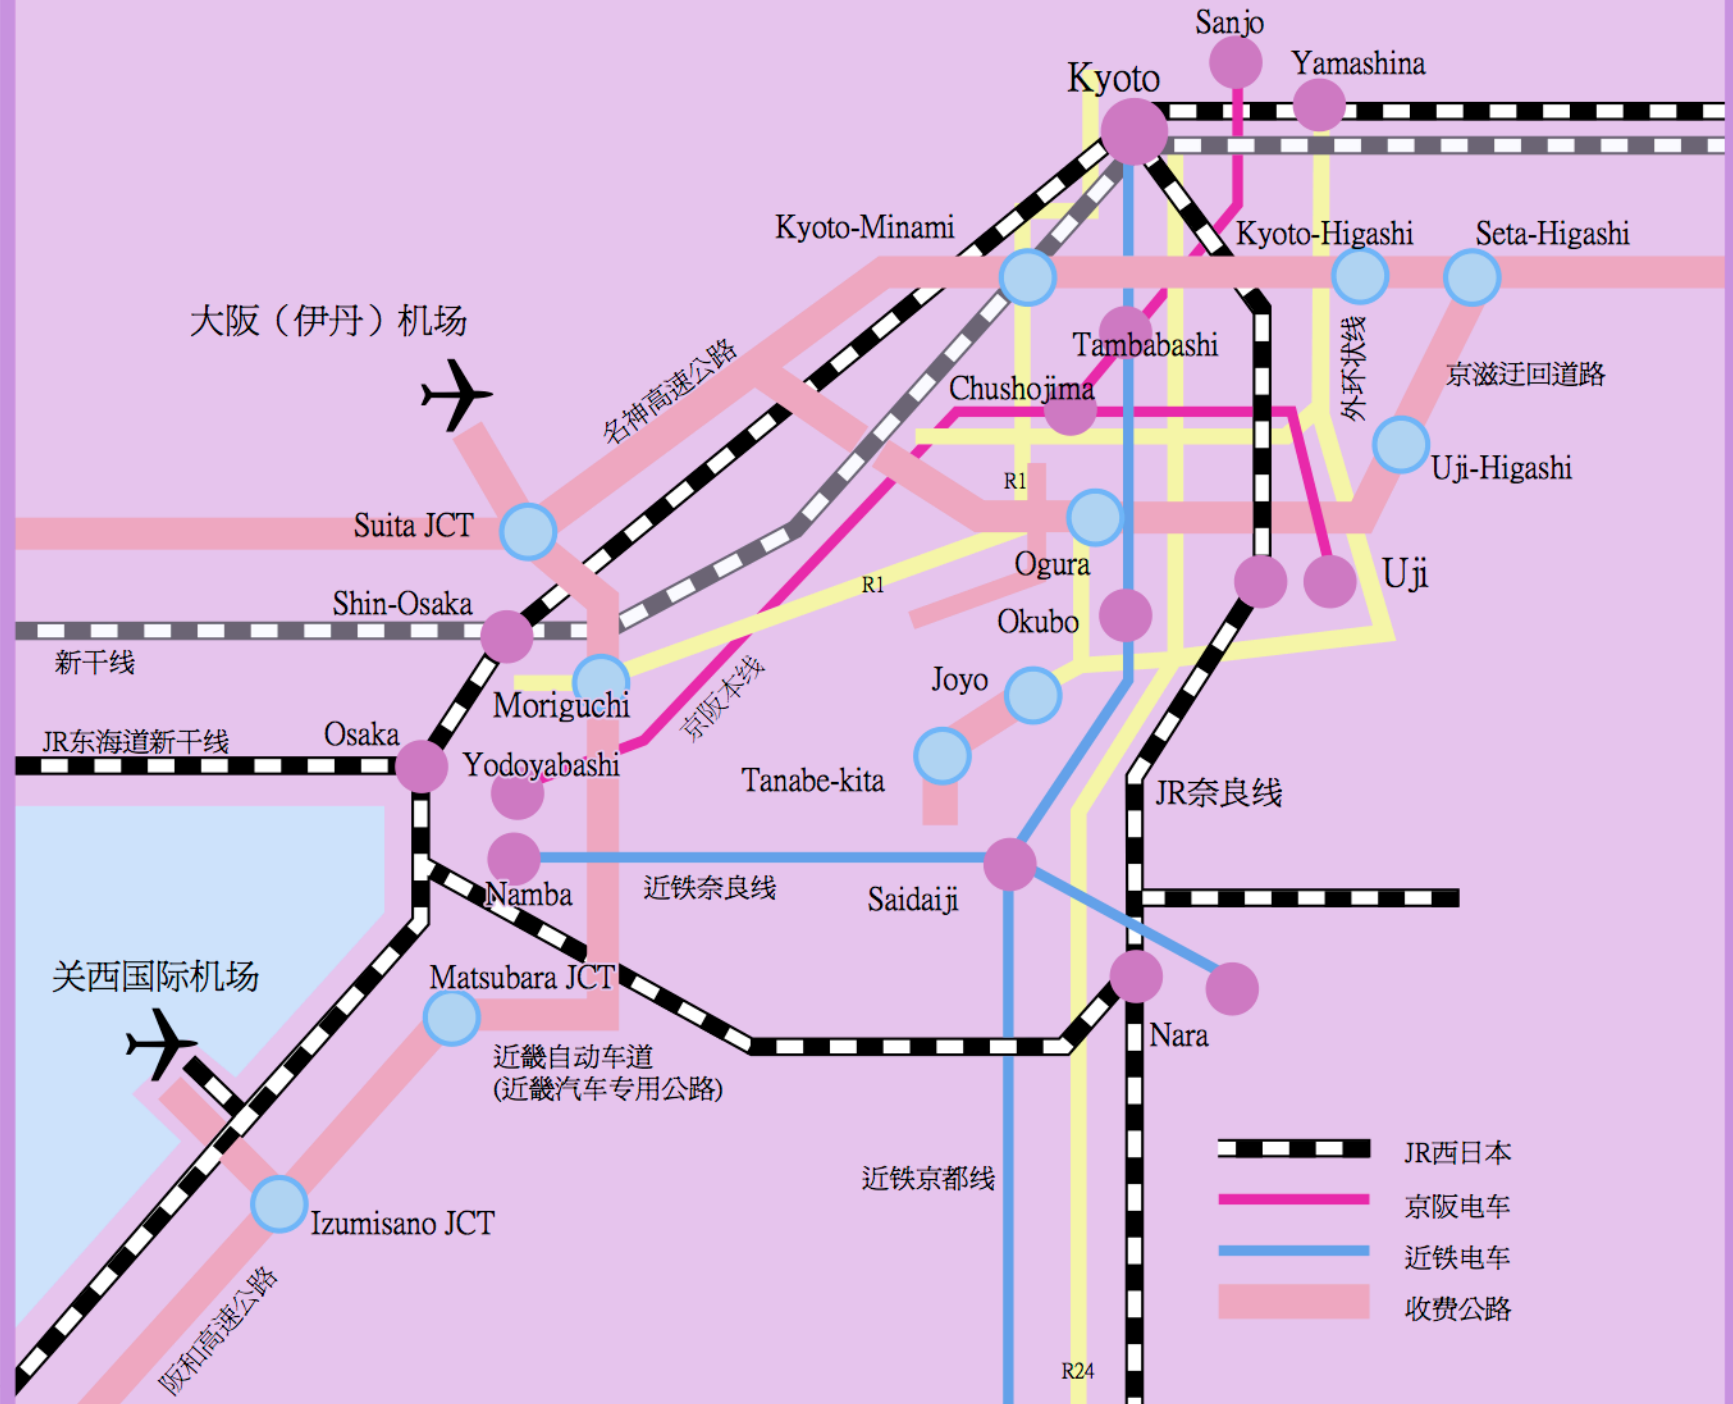 Sanjo
Kyoto
Yamashina
Kyoto-Minami
Kyoto-Higashi
Seta-Higashi
大阪（伊丹）机场
Tambabashi
外环状线
京滋迂回道路
名神高速公路
Chushojima
Uji-Higashi
R1
Suita JCT
Ogura
Uji
R1
Shin-Osaka
Okubo
新干线
Joyo
京阪本线
Moriguchi
JR东海道新干线
Osaka
Yodoyabashi
Tanabe-kita
JR奈良线
Namba
近铁奈良线
Saidaiji
关西国际机场
Matsubara JCT
Nara
近畿自动车道
(近畿汽车专用公路)
JR西日本
近铁京都线
京阪电车
Izumisano JCT
近铁电车
收费公路
阪和高速公路
R24